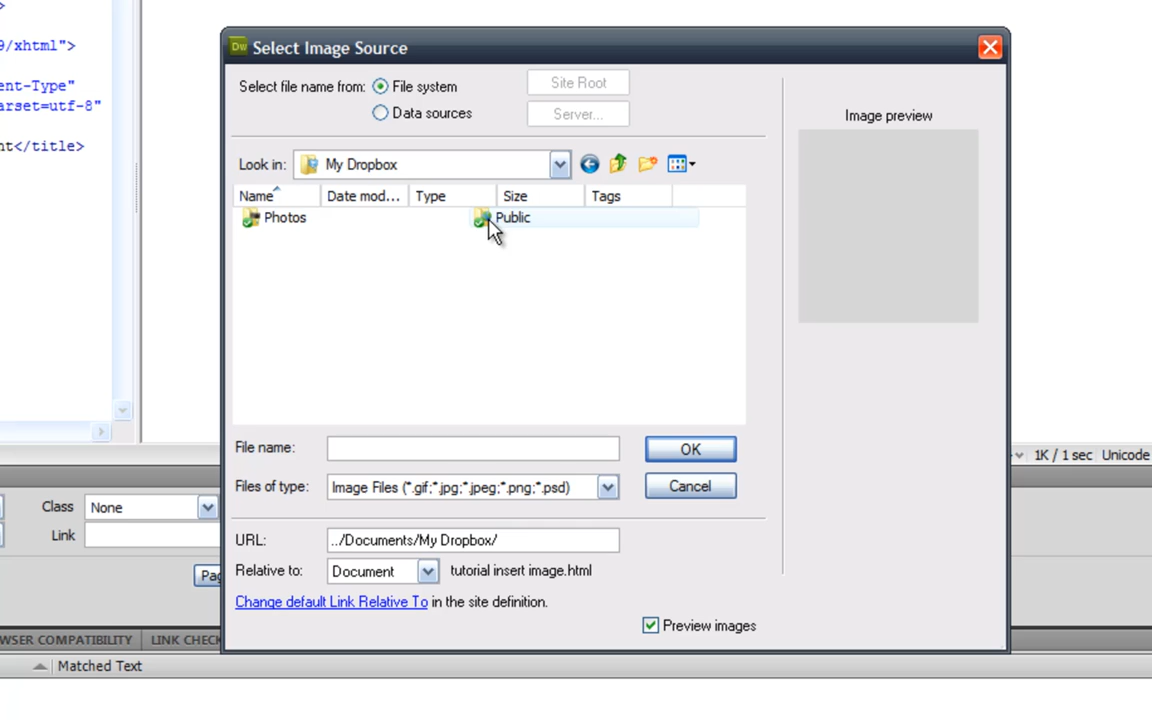 >
9/xhtml">
ent-Type"
arset=utf-8"
nt</title>
Dw Select Image Source
Select file name from: File system
Data sources
Site Root
Server...
Image preview
Look in: My Dropbox
Name Date mod... Type Size Tags
Photos Public
File name:
OK
Files of type: Image Files (*.gif;*.jpg;*.jpeg;*.png;*.psd)
Cancel
URL: ../Documents/My Dropbox/
Relative to: Document tutorial insert image.html
Change default Link Relative To in the site definition.
Preview images
1K / 1 sec Unicode
Class None
Link
Pag
WSER COMPATIBILITY LINK CHECK
Matched Text